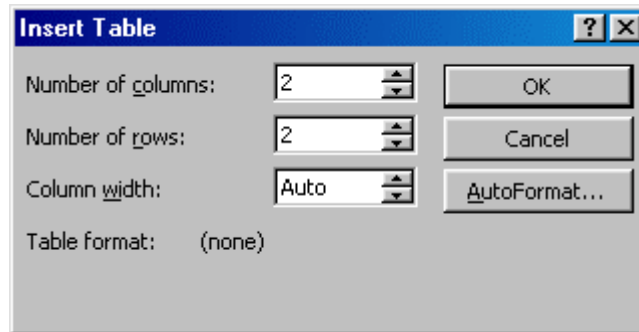 Insert Table
Number of columns: 2 OK
Number of rows: 2 Cancel
Column width: Auto AutoFormat...
Table format: (none)